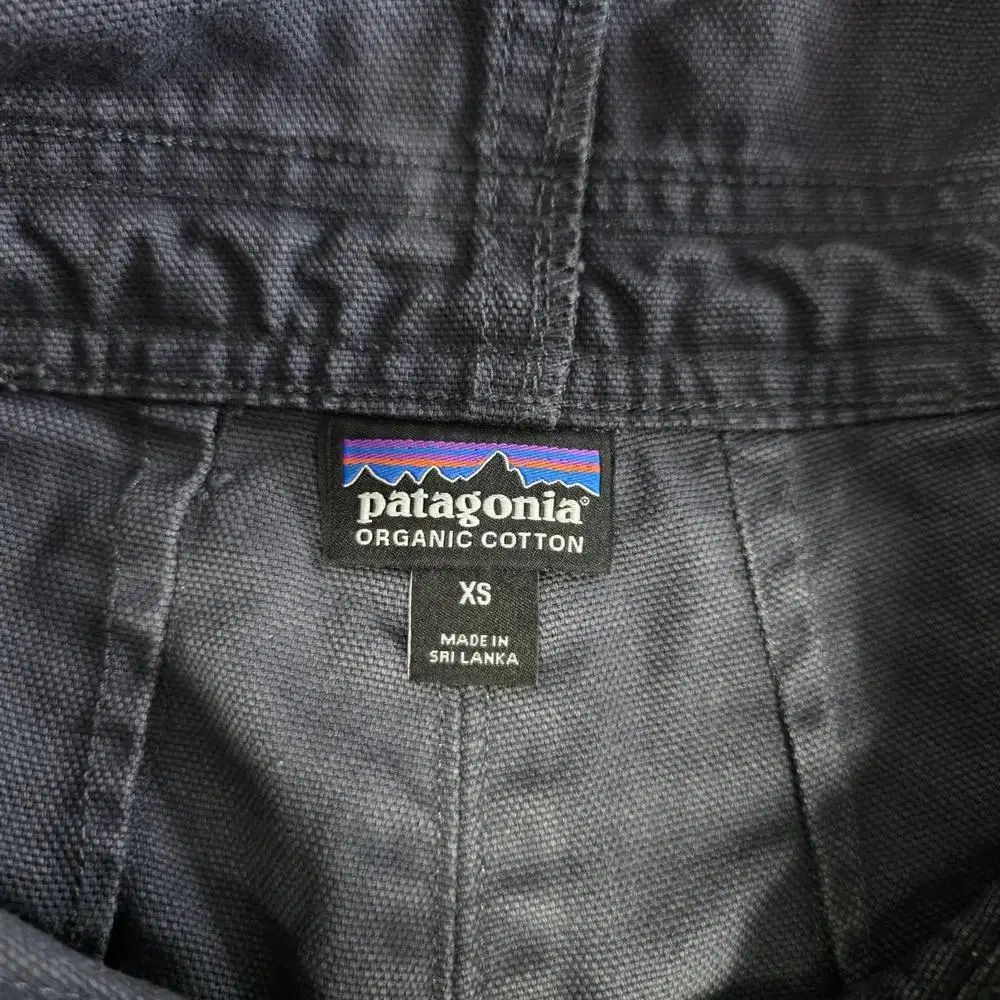 patagonia®
ORGANIC COTTON
XS
MADE IN
SRI LANKA